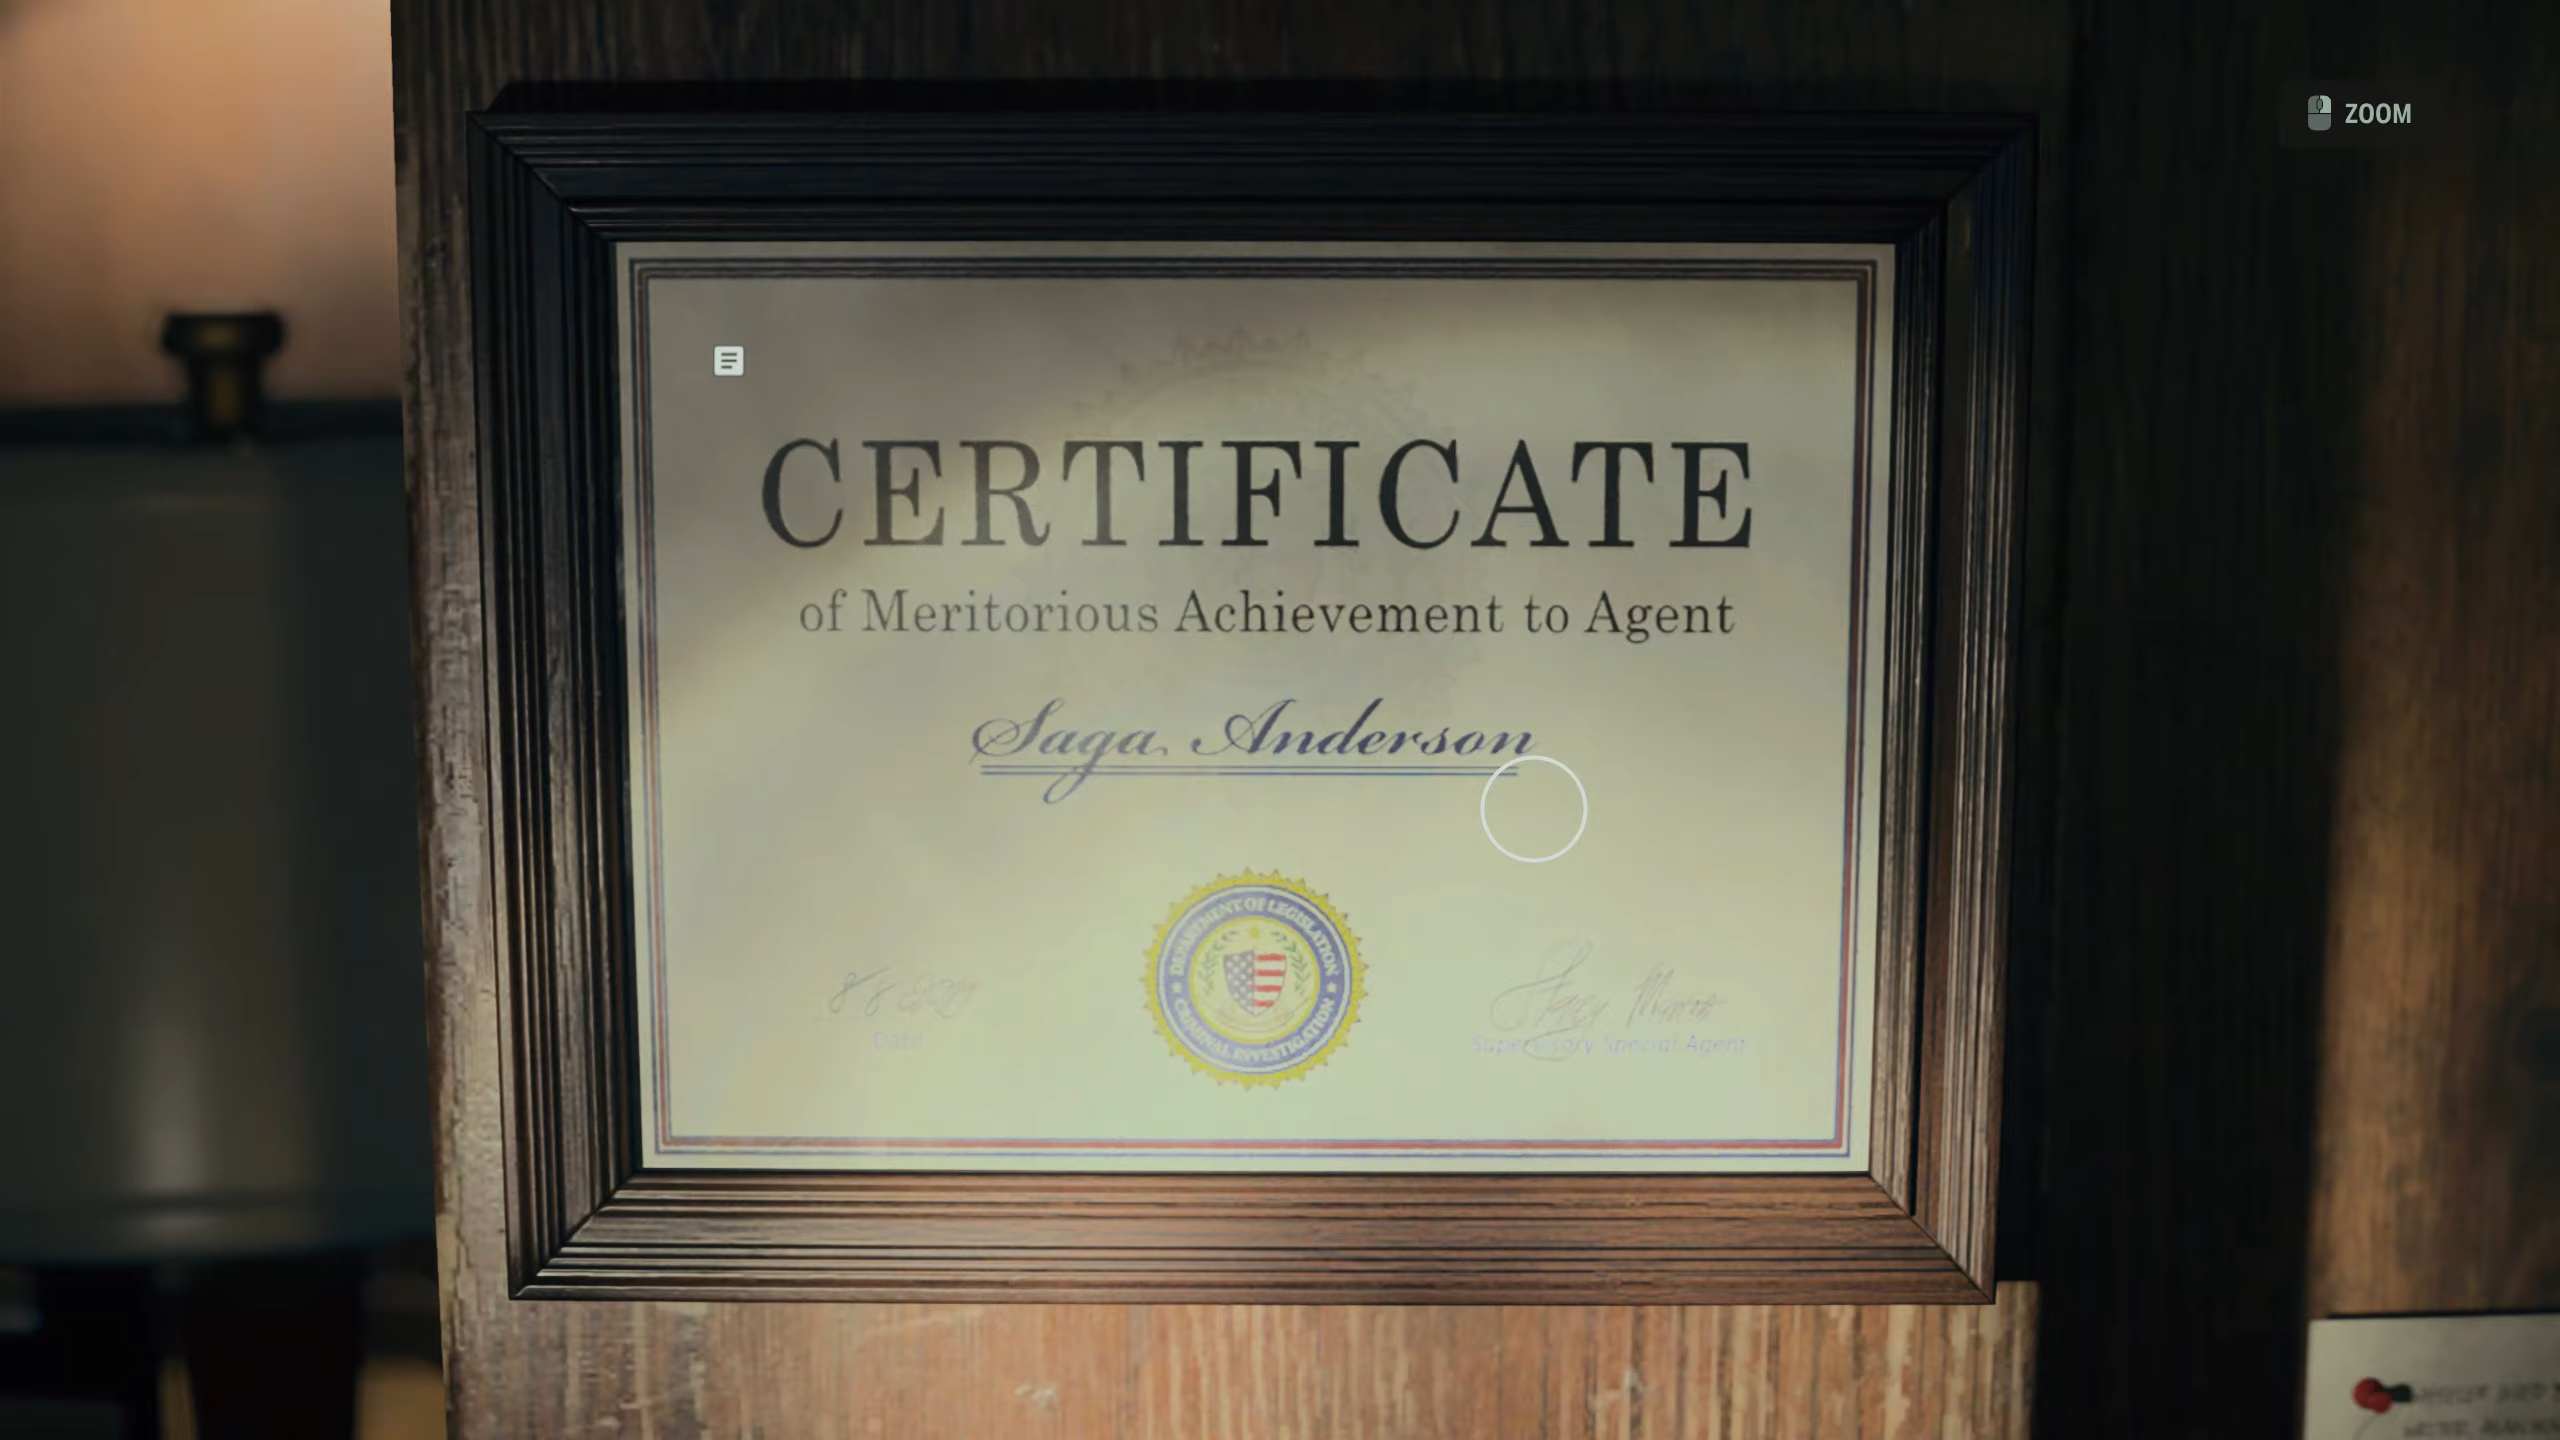 ZOOM
CERTIFICATE
of Meritorious Achievement to Agent
Saga Anderson
DEPARTMENT OF LEGISLATION
CRIMINAL INVESTIGATION
Date
Supervisory Special Agent